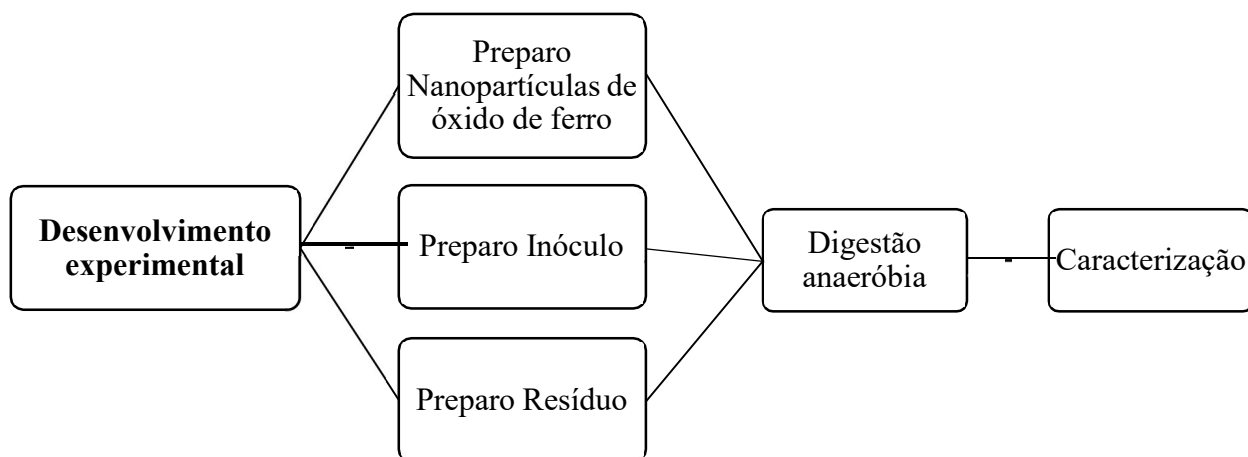 Desenvolvimento
experimental
Preparo
Nanopartículas de
óxido de ferro
Preparo Inóculo
Preparo Resíduo
Digestão
anaeróbia
Caracterização